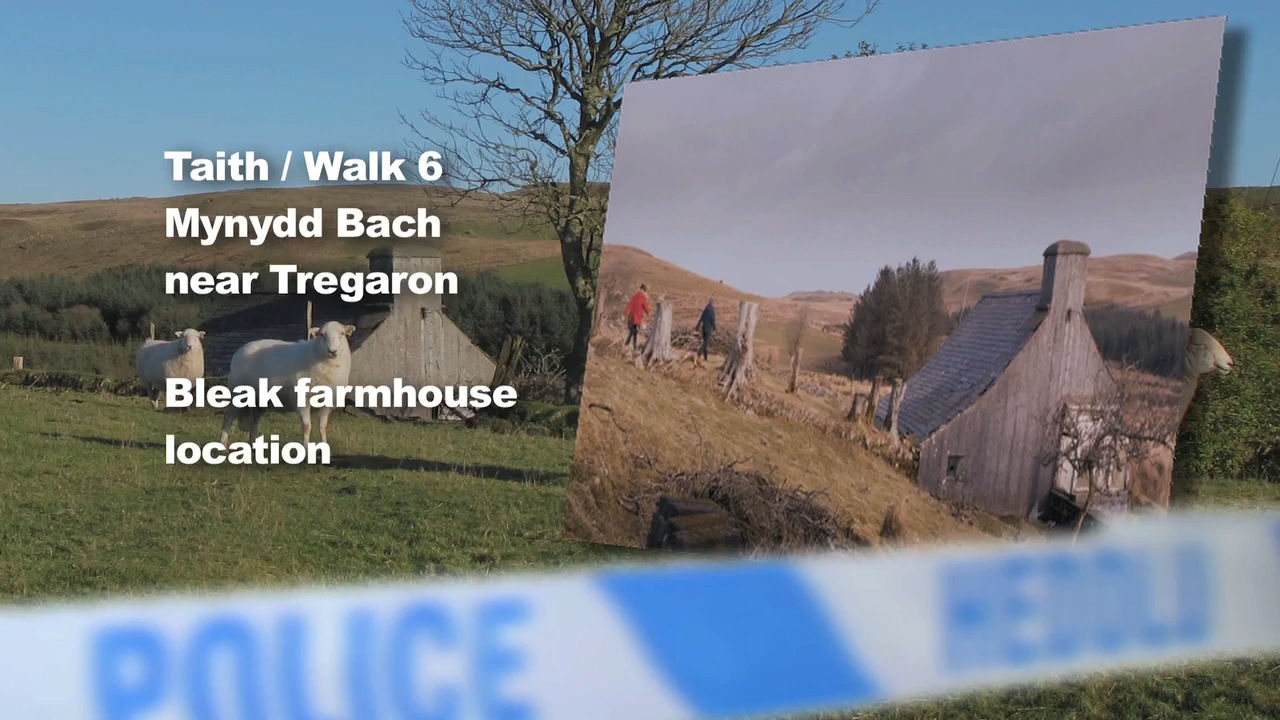 Taith / Walk 6
Mynydd Bach
near Tregaron
Bleak farmhouse
location
POLICE HEDDLU